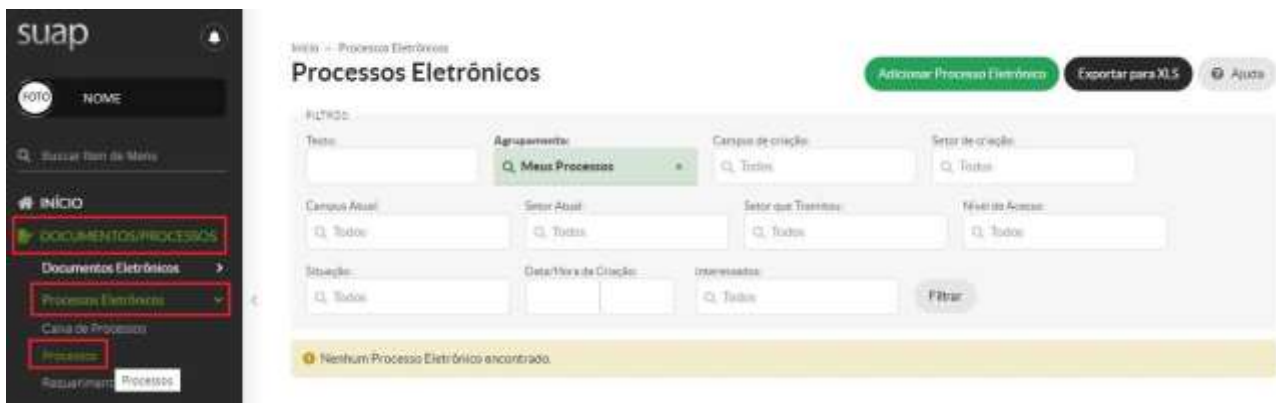 suap
FOTO
NOME
Buscar Item de Menu
INÍCIO
DOCUMENTOS/PROCESSOS
Documentos Eletrônicos
Processos Eletrônicos
Caixa de Processos
Processos
Requerimento
Processos
Início » Processos Eletrônicos
Processos Eletrônicos
Adicionar Processo Eletrônico
Exportar para XLS
Ajuda
FILTROS:
Texto:
Agrupamento:
Campus de criação:
Setor de criação:
Q Meus Processos ×
Todos
Todos
Campus Atual:
Setor Atual:
Setor que Tramitou:
Nível de Acesso:
Todos
Todos
Todos
Todos
Situação:
Data/Hora de Criação:
Interessados:
Todos
Todos
Filtrar
Nenhum Processo Eletrônico encontrado.